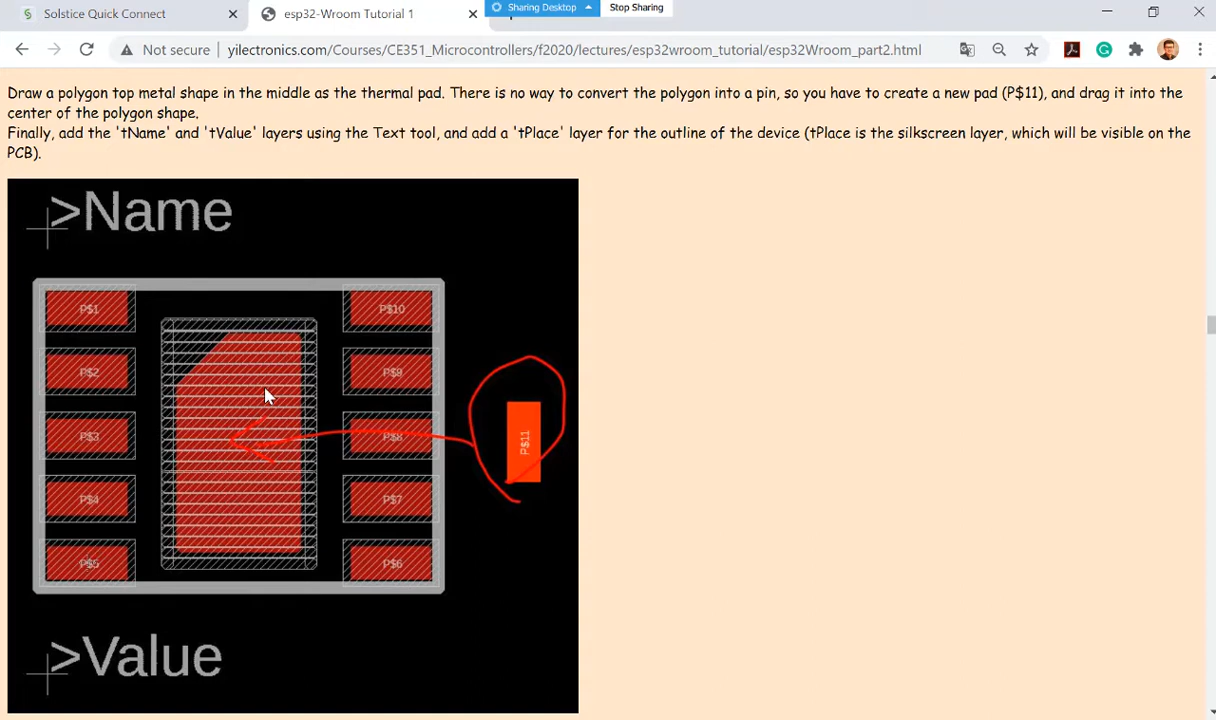 Solstice Quick Connect
esp32-Wroom Tutorial 1
Sharing Desktop
Stop Sharing
Not secure
yilectronics.com/Courses/CE351_Microcontrollers/f2020/lectures/esp32wroom_tutorial/esp32Wroom_part2.html
Draw a polygon top metal shape in the middle as the thermal pad. There is no way to convert the polygon into a pin, so you have to create a new pad (P$11), and drag it into the
center of the polygon shape.
Finally, add the 'tName' and 'tValue' layers using the Text tool, and add a 'tPlace' layer for the outline of the device (tPlace is the silkscreen layer, which will be visible on the
PCB).
>Name
P$1
P$10
P$2
P$9
P$3
P$8
P$11
P$4
P$7
P$5
P$6
>Value